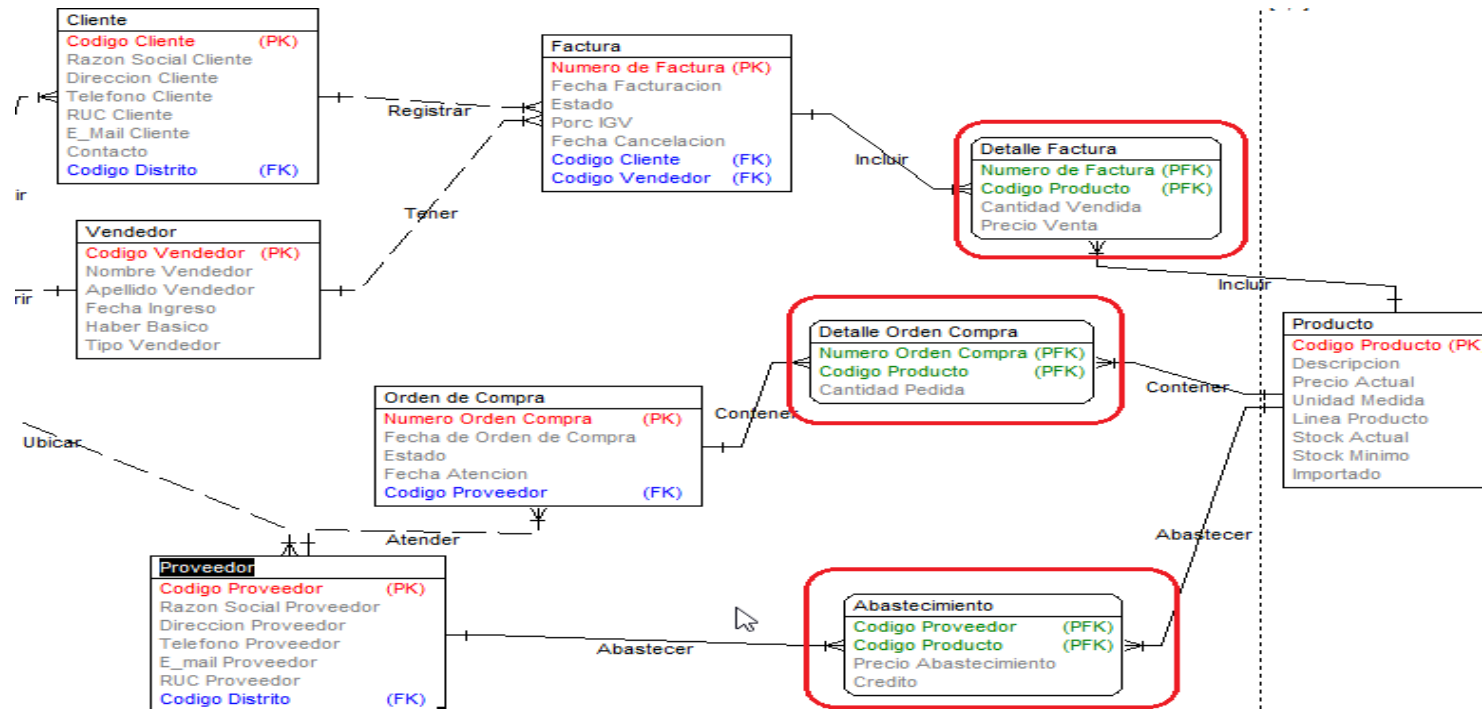 Cliente
Codigo Cliente (PK)
Razon Social Cliente
Direccion Cliente
Telefono Cliente
RUC Cliente
E_Mail Cliente
Contacto
Codigo Distrito (FK)
ir
Registrar
Factura
Numero de Factura (PK)
Fecha Facturacion
Estado
Porc IGV
Fecha Cancelacion
Codigo Cliente (FK)
Codigo Vendedor (FK)
Incluir
Detalle Factura
Numero de Factura (PFK)
Codigo Producto (PFK)
Cantidad Vendida
Precio Venta
Tener
Vendedor
Codigo Vendedor (PK)
Nombre Vendedor
Apellido Vendedor
Fecha Ingreso
Haber Basico
Tipo Vendedor
rir
Incluir
Detalle Orden Compra
Numero Orden Compra (PFK)
Codigo Producto (PFK)
Cantidad Pedida
Contener
Producto
Codigo Producto (PK
Descripcion
Precio Actual
Unidad Medida
Linea Producto
Stock Actual
Stock Minimo
Importado
Orden de Compra
Numero Orden Compra (PK)
Fecha de Orden de Compra
Estado
Fecha Atencion
Codigo Proveedor (FK)
Contener
Ubicar
Atender
Abastecer
Proveedor
Codigo Proveedor (PK)
Razon Social Proveedor
Direccion Proveedor
Telefono Proveedor
E_mail Proveedor
RUC Proveedor
Codigo Distrito (FK)
Abastecer
Abastecimiento
Codigo Proveedor (PFK)
Codigo Producto (PFK)
Precio Abastecimiento
Credito